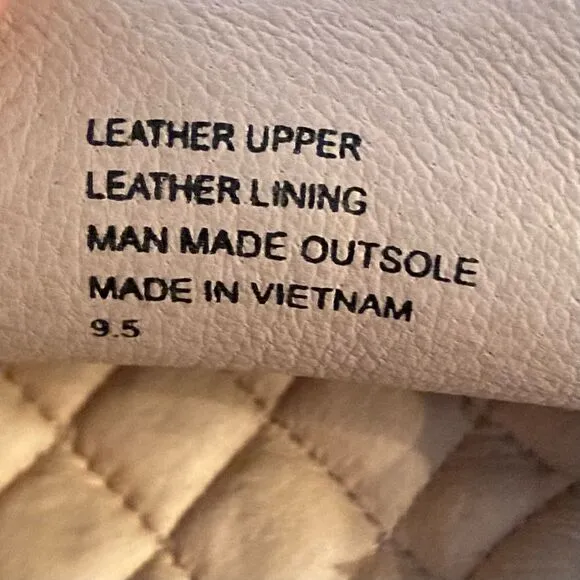 LEATHER UPPER
LEATHER LINING
MAN MADE OUTSOLE
MADE IN VIETNAM
9.5